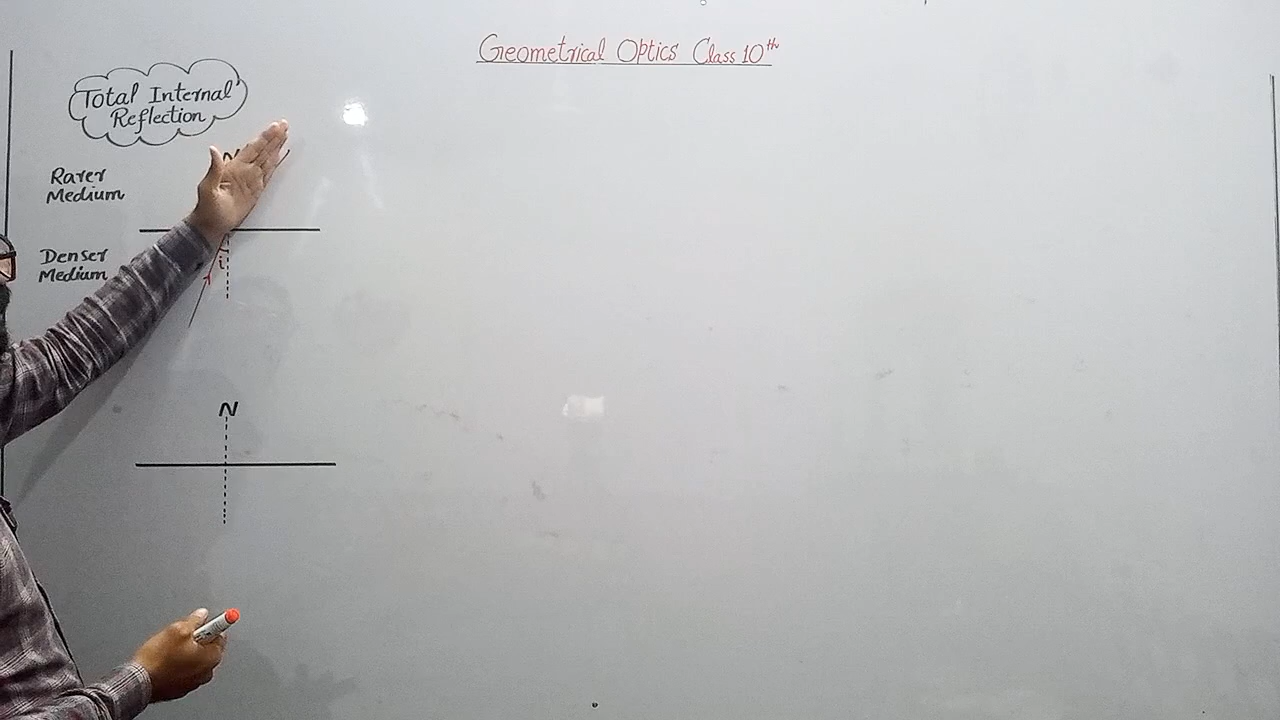 Geometrical Optics Class 10th
Total Internal
Reflection
N
Rarer
Medium
Denser
Medium
i
N